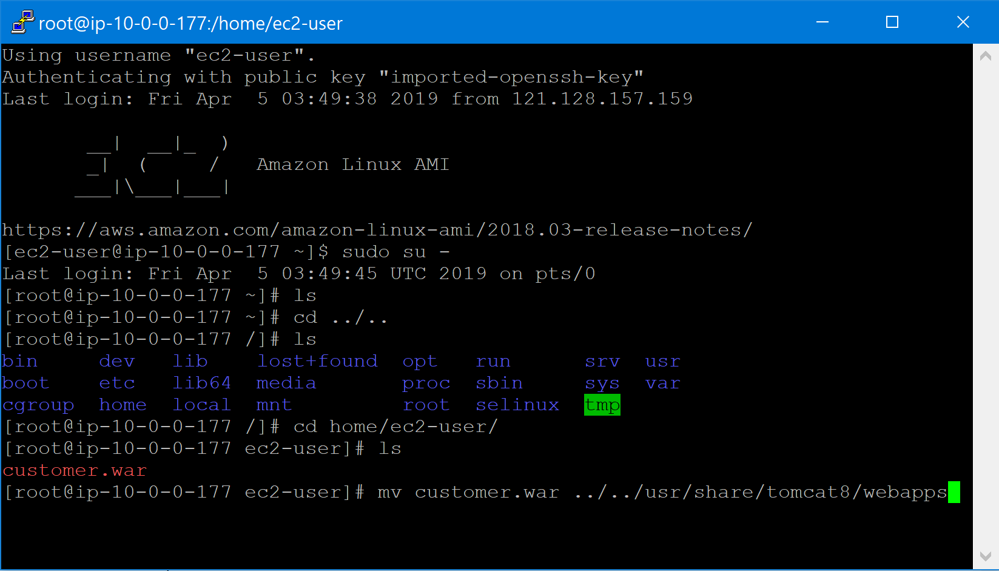 root@ip-10-0-0-177:/home/ec2-user
Using username "ec2-user".
Authenticating with public key "imported-openssh-key"
Last login: Fri Apr  5 03:49:38 2019 from 121.128.157.159
       __|  __|_  )
       _|  (     /   Amazon Linux AMI
      ___|\___|___|
https://aws.amazon.com/amazon-linux-ami/2018.03-release-notes/
[ec2-user@ip-10-0-0-177 ~]$ sudo su -
Last login: Fri Apr  5 03:49:45 UTC 2019 on pts/0
[root@ip-10-0-0-177 ~]# ls
[root@ip-10-0-0-177 ~]# cd ../..
[root@ip-10-0-0-177 /]# ls
bin     dev   lib    lost+found  opt   run      srv  usr
boot    etc   lib64  media       proc  sbin     sys  var
cgroup  home  local  mnt         root  selinux  tmp
[root@ip-10-0-0-177 /]# cd home/ec2-user/
[root@ip-10-0-0-177 ec2-user]# ls
customer.war
[root@ip-10-0-0-177 ec2-user]# mv customer.war ../../usr/share/tomcat8/webapps